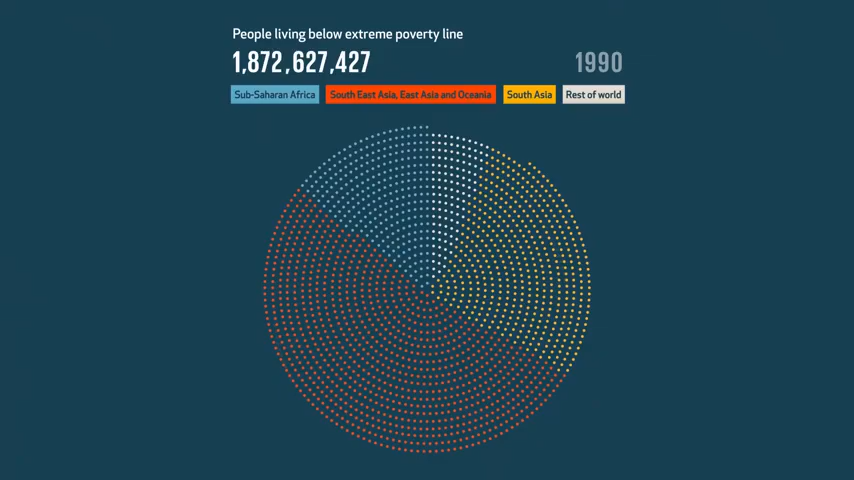 People living below extreme poverty line
1,872,627,427 1990
Sub-Saharan Africa South East Asia, East Asia and Oceania South Asia Rest of world